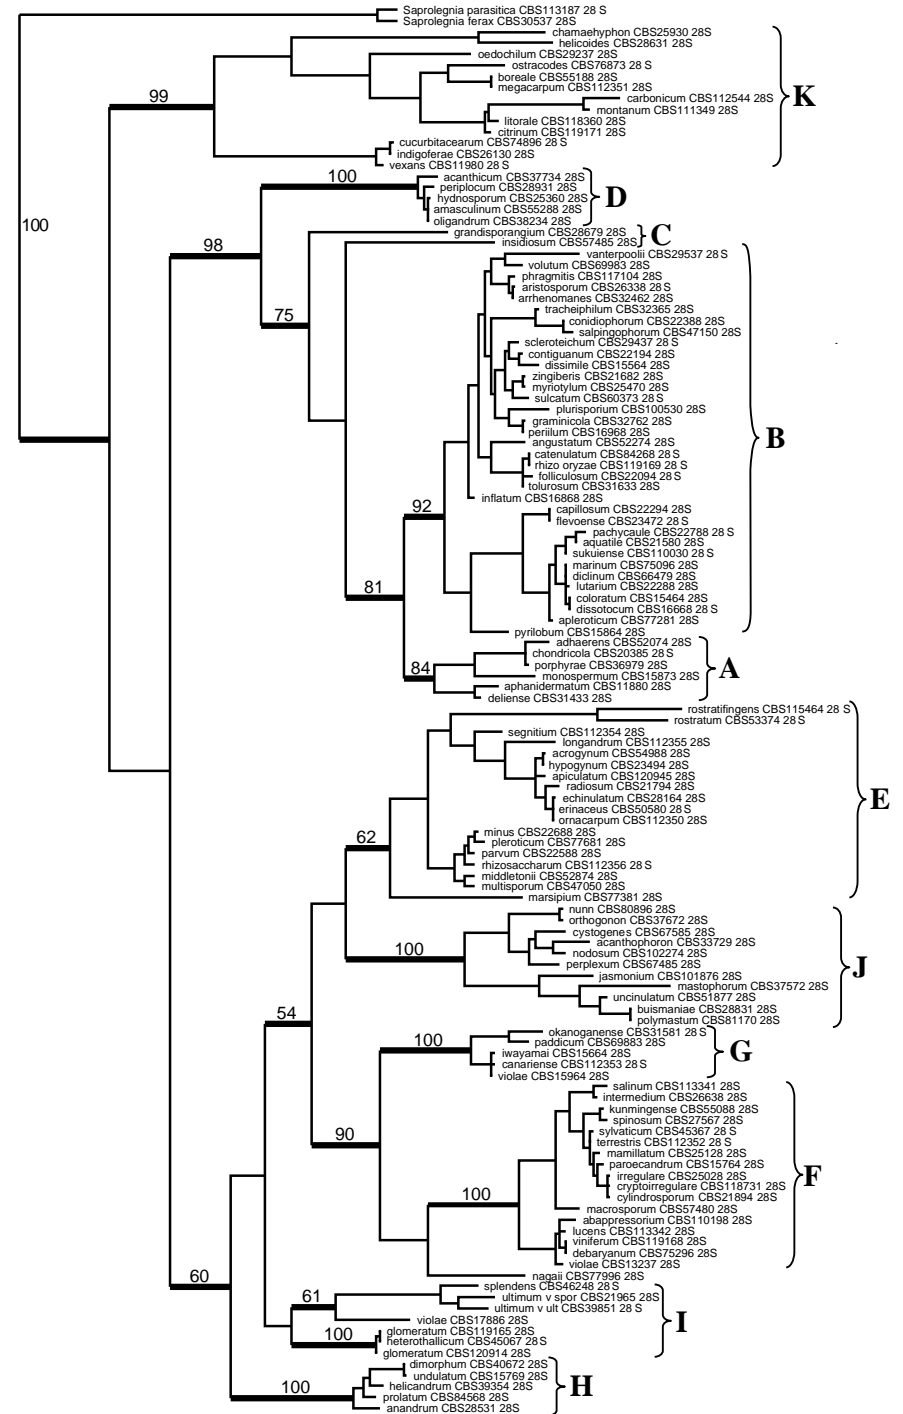 Saprolegnia parasitica CBS113187 28 S
Saprolegnia ferax CBS30537 28S
chamaehyphon CBS25930 28S
helicoides CBS28631 28S
oedochilum CBS29237 28S
ostracodes CBS76873 28 S
boreale CBS55188 28S
megacarpum CBS112351 28S
99
carbonicum CBS112544 28S
K
montanum CBS111349 28S
litorale CBS118360 28S
citrinum CBS119171 28S
cucurbitacearum CBS74896 28 S
indigoferae CBS26130 28S
vexans CBS11980 28 S
100
acanthicum CBS37734 28S
periplocum CBS28931 28S
hydnosporum CBS25360 28S
D
amasculinum CBS55288 28S
oligandrum CBS38234 28S
100
grandisporangium CBS28679 28S
C
insidiosum CBS57485 28S
98
vanterpoolii CBS29537 28 S
volutum CBS69983 28S
phragmitis CBS117104 28S
aristosporum CBS26338 28 S
arrhenomanes CBS32462 28S
tracheiphilum CBS32365 28S
75
conidiophorum CBS22388 28S
salpingophorum CBS47150 28S
scleroteichum CBS29437 28 S
contiguanum CBS22194 28S
dissimile CBS15564 28S
zingiberis CBS21682 28S
myriotylum CBS25470 28S
sulcatum CBS60373 28 S
plurisporium CBS100530 28S
graminicola CBS32762 28S
periilum CBS16968 28S
B
angustatum CBS52274 28S
catenulatum CBS84268 28 S
rhizo oryzae CBS119169 28 S
folliculosum CBS22094 28 S
tolurosum CBS31633 28S
inflatum CBS16868 28S
92
capillosum CBS22294 28S
flevoense CBS23472 28 S
pachycaule CBS22788 28 S
aquatile CBS21580 28S
sukuiense CBS110030 28 S
marinum CBS75096 28S
diclinum CBS66479 28S
81
lutarium CBS22288 28S
coloratum CBS15464 28S
dissotocum CBS16668 28 S
apleroticum CBS77281 28S
pyrilobum CBS15864 28S
adhaerens CBS52074 28S
chondricola CBS20385 28 S
84
porphyrae CBS36979 28S
A
monospermum CBS15873 28S
aphanidermatum CBS11880 28S
deliense CBS31433 28S
rostratifingens CBS115464 28 S
rostratum CBS53374 28 S
segnitium CBS112354 28S
longandrum CBS112355 28S
acrogynum CBS54988 28S
hypogynum CBS23494 28S
apiculatum CBS120945 28S
radiosum CBS21794 28S
echinulatum CBS28164 28S
E
erinaceus CBS50580 28 S
ornacarpum CBS112350 28S
62
minus CBS22688 28S
pleroticum CBS77681 28S
parvum CBS22588 28S
rhizosaccharum CBS112356 28 S
middletonii CBS52874 28S
multisporum CBS47050 28S
marsipium CBS77381 28S
nunn CBS80896 28S
orthogonon CBS37672 28S
cystogenes CBS67585 28S
100
acanthophoron CBS33729 28S
nodosum CBS102274 28S
perplexum CBS67485 28S
J
jasmonium CBS101876 28S
mastophorum CBS37572 28S
uncinulatum CBS51877 28S
buismaniae CBS28831 28S
polymastum CBS81170 28S
54
100
okanoganense CBS31581 28 S
paddicum CBS69883 28S
iwayamai CBS15664 28S
G
canariense CBS112353 28 S
violae CBS15964 28S
salinum CBS113341 28S
intermedium CBS26638 28S
kunmingense CBS55088 28S
spinosum CBS27567 28S
90
sylvaticum CBS45367 28 S
terrestris CBS112352 28 S
mamillatum CBS25128 28S
paroecandrum CBS15764 28S
irregulare CBS25028 28S
F
cryptoirregulare CBS118731 28S
100
cylindrosporum CBS21894 28S
macrosporum CBS57480 28S
abappressorium CBS110198 28S
lucens CBS113342 28S
viniferum CBS119168 28S
debaryanum CBS75296 28S
violae CBS13237 28S
60
nagaii CBS77996 28S
splendens CBS46248 28 S
61
ultimum v spor CBS21965 28S
ultimum v ult CBS39851 28 S
violae CBS17886 28S
I
100
glomeratum CBS119165 28S
heterothallicum CBS45067 28 S
glomeratum CBS120914 28S
dimorphum CBS40672 28S
undulatum CBS15769 28S
100
helicandrum CBS39354 28S
H
prolatum CBS84568 28S
anandrum CBS28531 28S